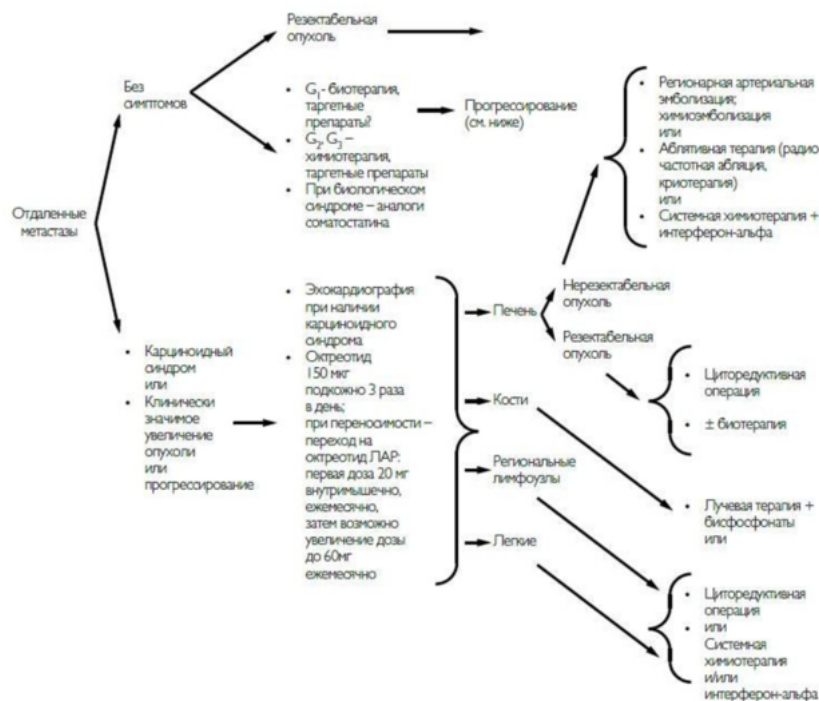 Резектабельная
опухоль
Без
симптомов
• G₁- биотерапия,
таргетные
препараты?
• G₂, G₃ –
химиотерапия,
таргетные препараты
• При биологическом
синдроме – аналоги
соматостатина
Прогрессирование
(см. ниже)
• Регионарная артериальная
эмболизация;
химиоэмболизация
или
• Аблятивная терапия (радио
частотная абляция,
криотерапия)
или
• Системная химиотерапия +
интерферон-альфа
Отдаленные
метастазы
• Карциноидный
синдром
или
• Клинически
значимое
увеличение
опухоли
или
прогрессирование
• Эхокардиография
при наличии
карциноидного
синдрома
• Октреотид
150 мкг
подкожно 3 раза
в день;
при переносимости –
переход на
октреотид ЛАР:
первая доза 20 мг
внутримышечно,
ежемесячно,
затем возможно
увеличение дозы
до 60мг
ежемесячно
Печень
Нерезектабельная
опухоль
Резектабельная
опухоль
• Циторедуктивная
операция
• ± биотерапия
Кости
Региональные
лимфоузлы
Легкие
• Лучевая терапия +
бисфосфонаты
или
• Циторедуктивная
операция
• или
• Системная
химиотерапия
и/или
интерферон-альфа